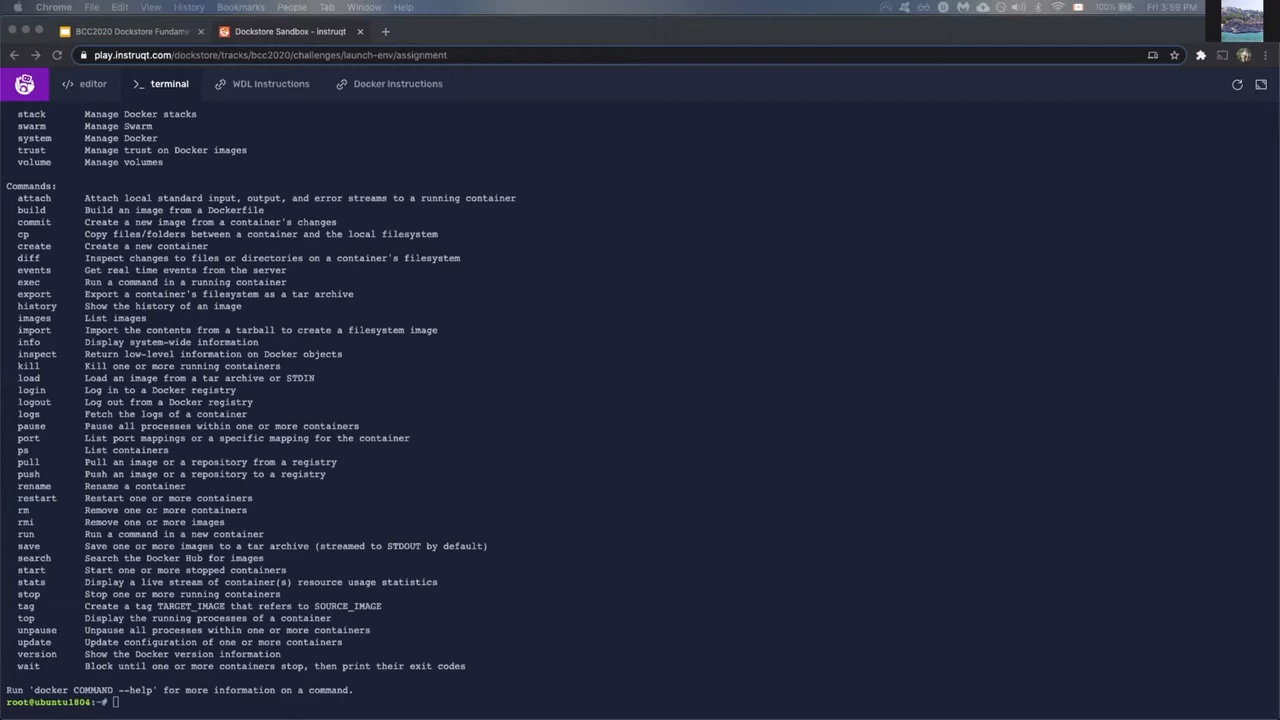 Chrome File Edit View History Bookmarks People Tab Window Help 100% Fri 3:59 PM
BCC2020 Dockstore Fundam × Dockstore Sandbox - instruqt × +
play.instruqt.com/dockstore/tracks/bcc2020/challenges/launch-env/assignment
</> editor >_ terminal WDL Instructions Docker Instructions
stack Manage Docker stacks
swarm Manage Swarm
system Manage Docker
trust Manage trust on Docker images
volume Manage volumes
Commands:
attach Attach local standard input, output, and error streams to a running container
build Build an image from a Dockerfile
commit Create a new image from a container's changes
cp Copy files/folders between a container and the local filesystem
create Create a new container
diff Inspect changes to files or directories on a container's filesystem
events Get real time events from the server
exec Run a command in a running container
export Export a container's filesystem as a tar archive
history Show the history of an image
images List images
import Import the contents from a tarball to create a filesystem image
info Display system-wide information
inspect Return low-level information on Docker objects
kill Kill one or more running containers
load Load an image from a tar archive or STDIN
login Log in to a Docker registry
logout Log out from a Docker registry
logs Fetch the logs of a container
pause Pause all processes within one or more containers
port List port mappings or a specific mapping for the container
ps List containers
pull Pull an image or a repository from a registry
push Push an image or a repository to a registry
rename Rename a container
restart Restart one or more containers
rm Remove one or more containers
rmi Remove one or more images
run Run a command in a new container
save Save one or more images to a tar archive (streamed to STDOUT by default)
search Search the Docker Hub for images
start Start one or more stopped containers
stats Display a live stream of container(s) resource usage statistics
stop Stop one or more running containers
tag Create a tag TARGET_IMAGE that refers to SOURCE_IMAGE
top Display the running processes of a container
unpause Unpause all processes within one or more containers
update Update configuration of one or more containers
version Show the Docker version information
wait Block until one or more containers stop, then print their exit codes
Run 'docker COMMAND --help' for more information on a command.
root@ubuntu1804:~#